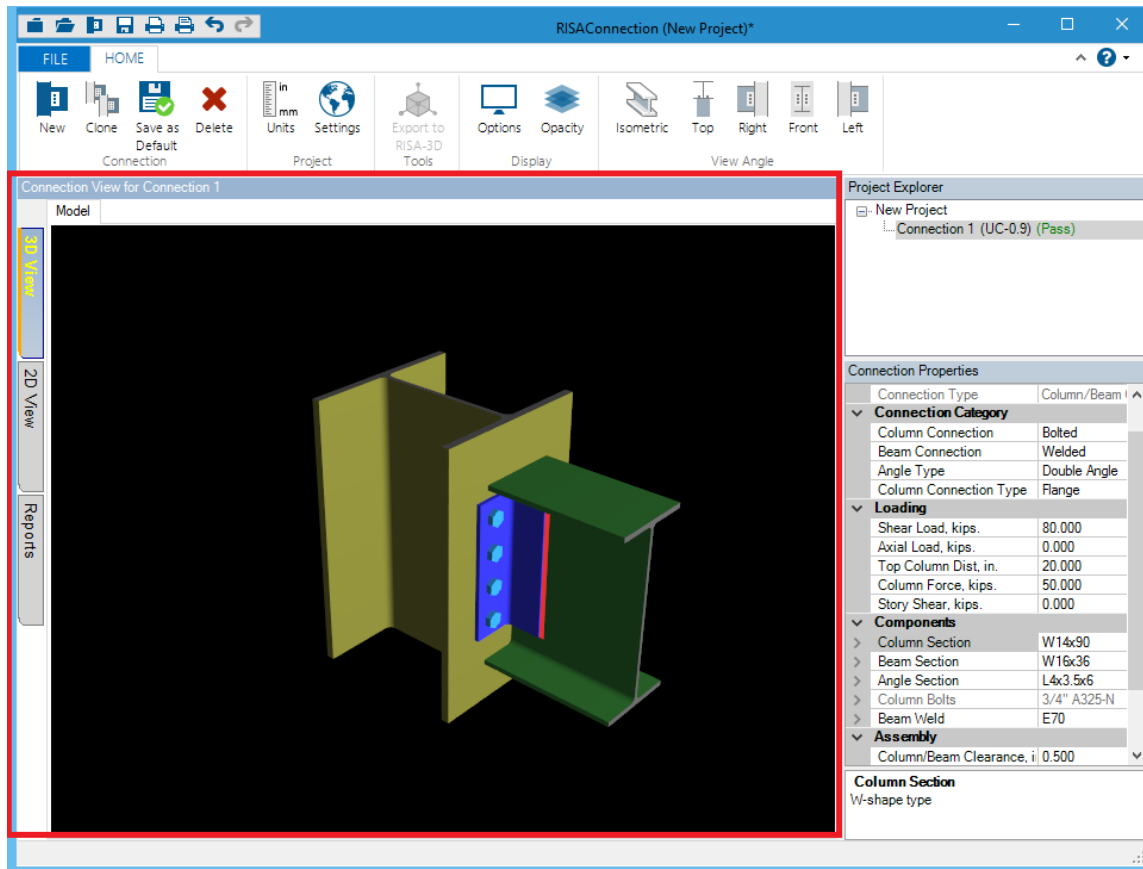 RISAConnection (New Project)*
FILE HOME
in
mm
New Clone Save as Default Delete Units Settings Export to RISA-3D Options Opacity Isometric Top Right Front Left
Connection Project Tools Display View Angle
Connection View for Connection 1
Model
3D View
2D View
Reports
Project Explorer
New Project
Connection 1 (UC-0.9) (Pass)
Connection Properties
Connection Type Column/Beam
Connection Category
Column Connection Bolted
Beam Connection Welded
Angle Type Double Angle
Column Connection Type Flange
Loading
Shear Load, kips. 80.000
Axial Load, kips. 0.000
Top Column Dist, in. 20.000
Column Force, kips. 50.000
Story Shear, kips. 0.000
Components
Column Section W14x90
Beam Section W16x36
Angle Section L4x3.5x6
Column Bolts 3/4" A325-N
Beam Weld E70
Assembly
Column/Beam Clearance, i 0.500
Column Section
W-shape type